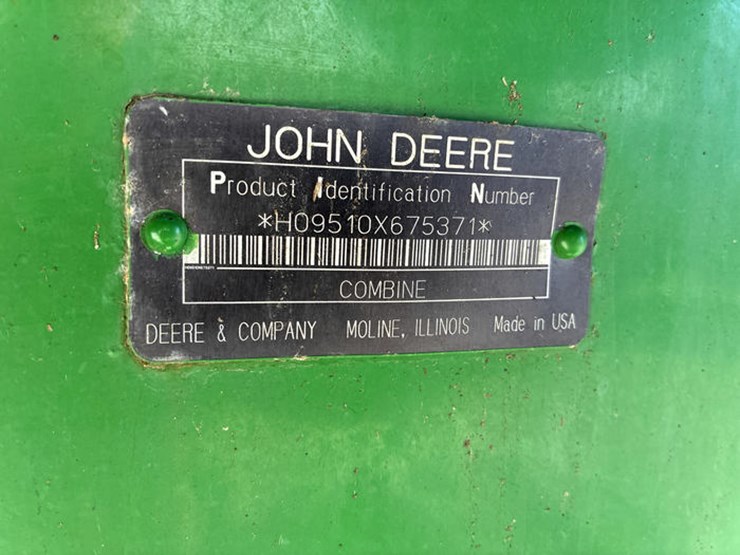 JOHN DEERE
Product Identification Number
*H09510X675371*
COMBINE
DEERE & COMPANY MOLINE, ILLINOIS Made in USA